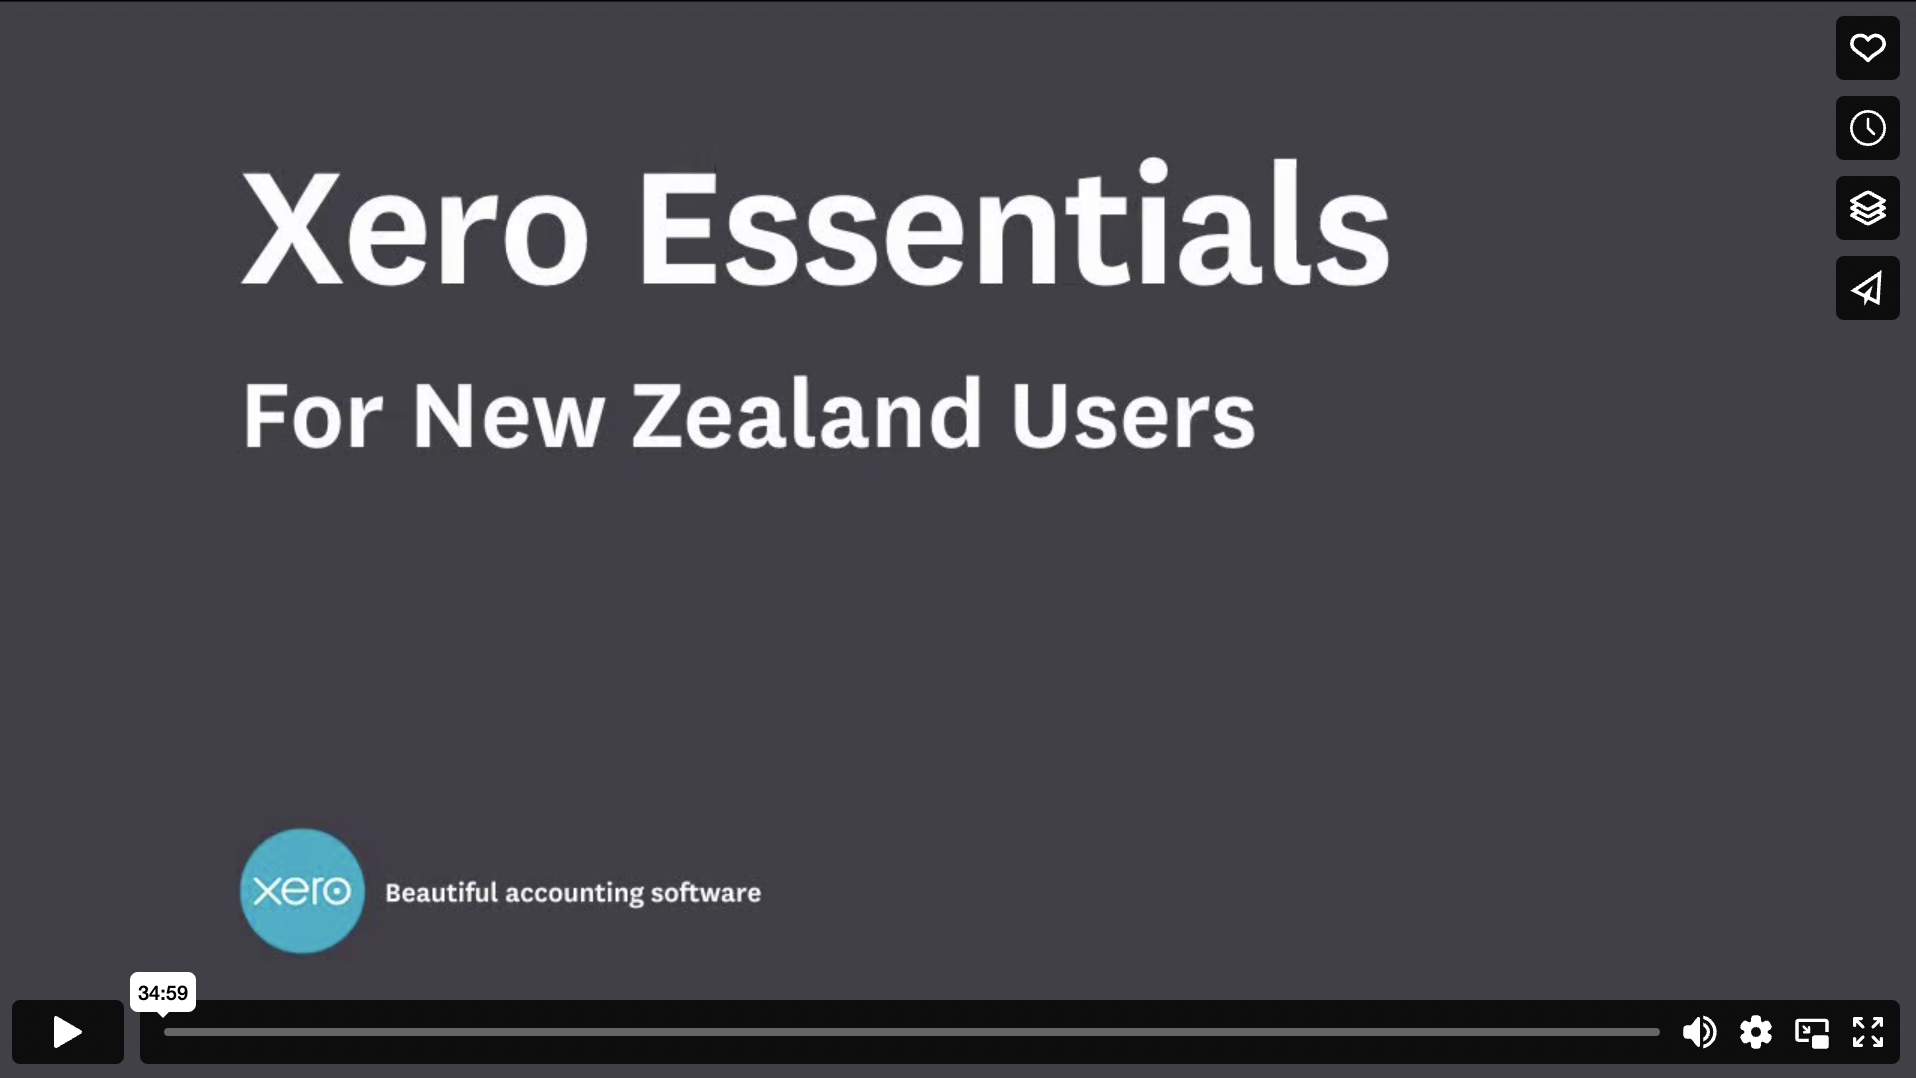 Xero Essentials
For New Zealand Users
xero
Beautiful accounting software
34:59